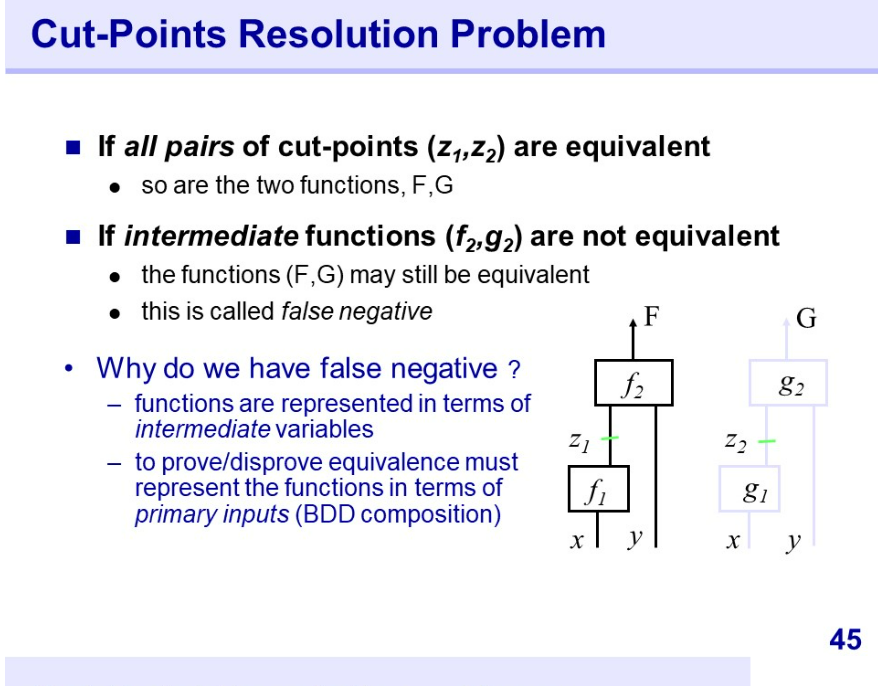 Cut-Points Resolution Problem
If all pairs of cut-points (z1,z2) are equivalent
so are the two functions, F,G
If intermediate functions (f2,g2) are not equivalent
the functions (F,G) may still be equivalent
this is called false negative
Why do we have false negative ?
– functions are represented in terms of
intermediate variables
– to prove/disprove equivalence must
represent the functions in terms of
primary inputs (BDD composition)
F
G
f2
g2
z1
z2
f1
g1
x
y
x
y
45